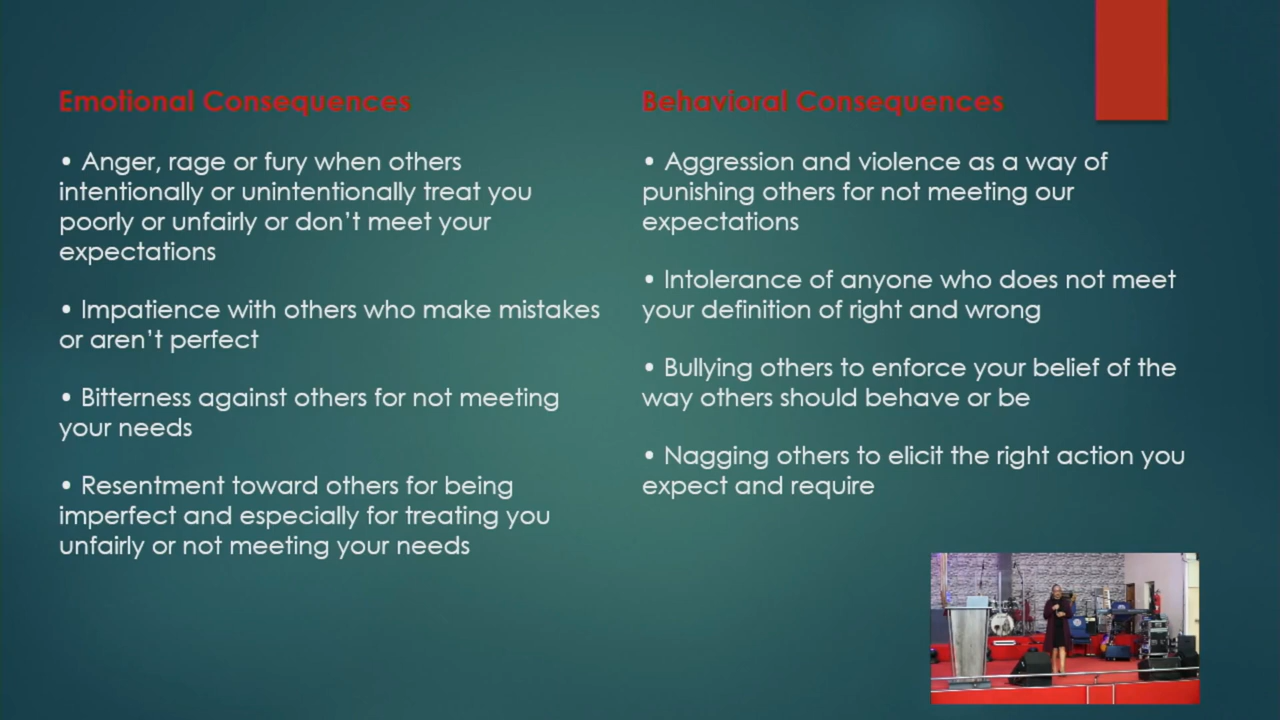 Emotional Consequences
• Anger, rage or fury when others
intentionally or unintentionally treat you
poorly or unfairly or don’t meet your
expectations
• Impatience with others who make mistakes
or aren’t perfect
• Bitterness against others for not meeting
your needs
• Resentment toward others for being
imperfect and especially for treating you
unfairly or not meeting your needs
Behavioral Consequences
• Aggression and violence as a way of
punishing others for not meeting our
expectations
• Intolerance of anyone who does not meet
your definition of right and wrong
• Bullying others to enforce your belief of the
way others should behave or be
• Nagging others to elicit the right action you
expect and require